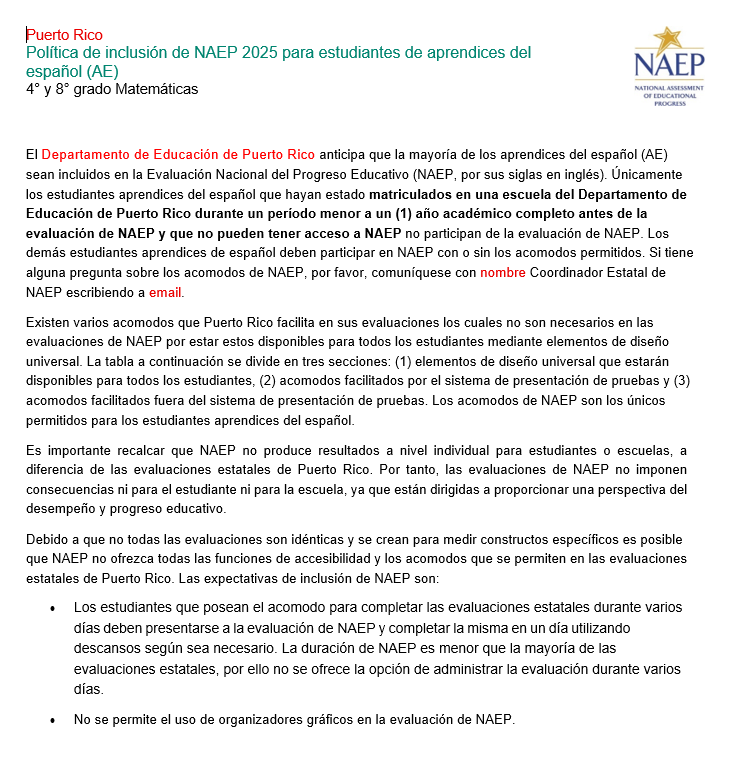 Puerto Rico
Política de inclusión de NAEP 2025 para estudiantes de aprendices del
español (AE)
4° y 8° grado Matemáticas
NAEP
NATIONAL ASSESSMENT
OF EDUCATIONAL
PROGRESS
El Departamento de Educación de Puerto Rico anticipa que la mayoría de los aprendices del español (AE)
sean incluidos en la Evaluación Nacional del Progreso Educativo (NAEP, por sus siglas en inglés). Únicamente
los estudiantes aprendices del español que hayan estado matriculados en una escuela del Departamento de
Educación de Puerto Rico durante un período menor a un (1) año académico completo antes de la
evaluación de NAEP y que no pueden tener acceso a NAEP no participan de la evaluación de NAEP. Los
demás estudiantes aprendices de español deben participar en NAEP con o sin los acomodos permitidos. Si tiene
alguna pregunta sobre los acomodos de NAEP, por favor, comuníquese con nombre Coordinador Estatal de
NAEP escribiendo a email.
Existen varios acomodos que Puerto Rico facilita en sus evaluaciones los cuales no son necesarios en las
evaluaciones de NAEP por estar estos disponibles para todos los estudiantes mediante elementos de diseño
universal. La tabla a continuación se divide en tres secciones: (1) elementos de diseño universal que estarán
disponibles para todos los estudiantes, (2) acomodos facilitados por el sistema de presentación de pruebas y (3)
acomodos facilitados fuera del sistema de presentación de pruebas. Los acomodos de NAEP son los únicos
permitidos para los estudiantes aprendices del español.
Es importante recalcar que NAEP no produce resultados a nivel individual para estudiantes o escuelas, a
diferencia de las evaluaciones estatales de Puerto Rico. Por tanto, las evaluaciones de NAEP no imponen
consecuencias ni para el estudiante ni para la escuela, ya que están dirigidas a proporcionar una perspectiva del
desempeño y progreso educativo.
Debido a que no todas las evaluaciones son idénticas y se crean para medir constructos específicos es posible
que NAEP no ofrezca todas las funciones de accesibilidad y los acomodos que se permiten en las evaluaciones
estatales de Puerto Rico. Las expectativas de inclusión de NAEP son:
• Los estudiantes que posean el acomodo para completar las evaluaciones estatales durante varios
días deben presentarse a la evaluación de NAEP y completar la misma en un día utilizando
descansos según sea necesario. La duración de NAEP es menor que la mayoría de las
evaluaciones estatales, por ello no se ofrece la opción de administrar la evaluación durante varios
días.
• No se permite el uso de organizadores gráficos en la evaluación de NAEP.